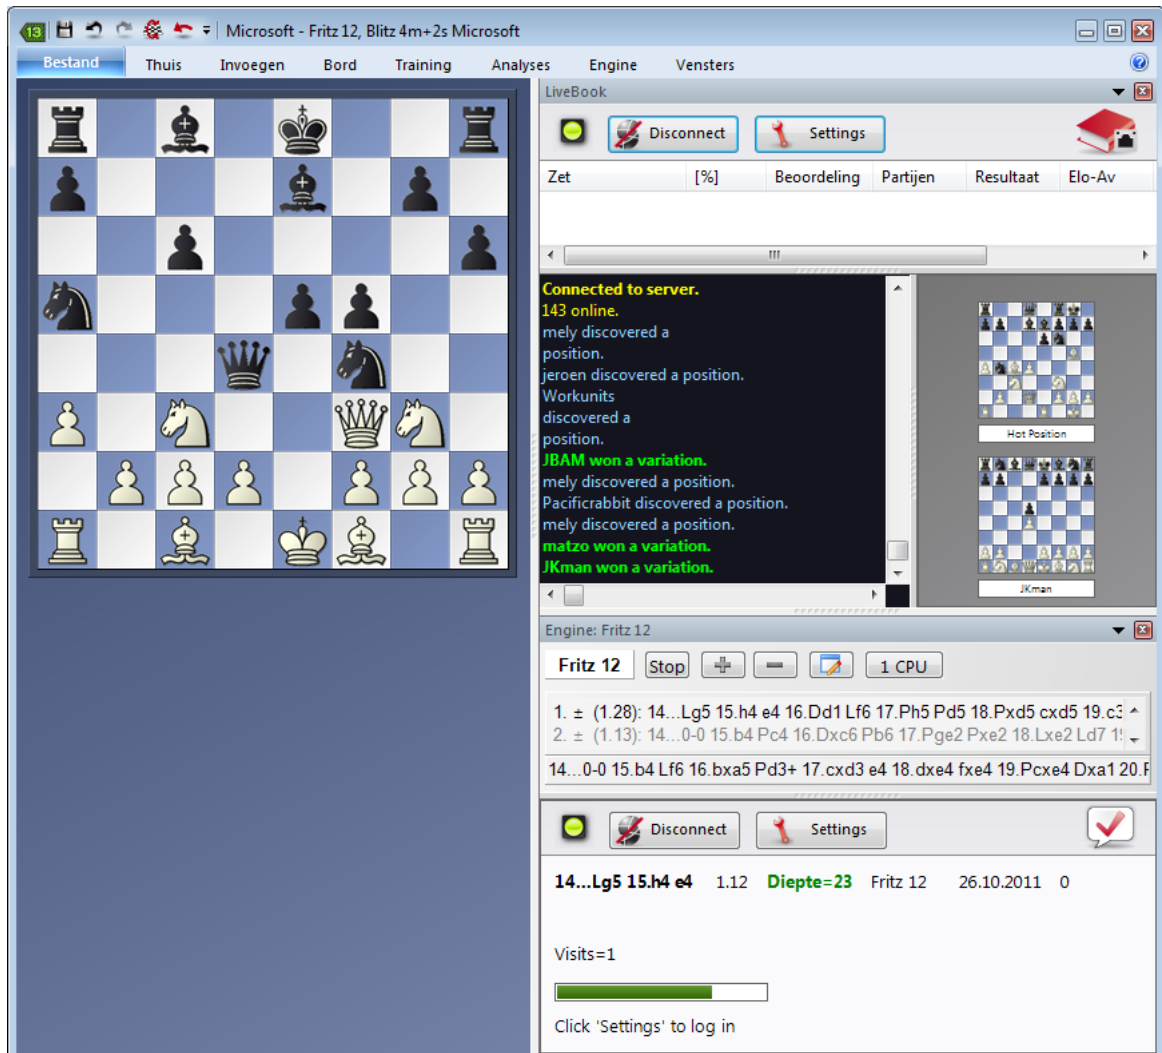 13
Microsoft - Fritz 12, Blitz 4m+2s Microsoft
Bestand Thuis Invoegen Bord Training Analyses Engine Vensters
LiveBook
Disconnect Settings
Zet [%] Beoordeling Partijen Resultaat Elo-Av
Connected to server.
143 online.
mely discovered a
position.
jeroen discovered a position.
Workunits
discovered a
position.
JBAM won a variation.
mely discovered a position.
Pacificrabbit discovered a position.
mely discovered a position.
matzo won a variation.
JKman won a variation.
Hot Position
JKman
Engine: Fritz 12
Fritz 12 Stop 1 CPU
1. ± (1.28): 14...Lg5 15.h4 e4 16.Dd1 Lf6 17.Ph5 Pd5 18.Pxd5 cxd5 19.c3
2. ± (1.13): 14...0-0 15.b4 Pc4 16.Dxc6 Pb6 17.Pge2 Pxe2 18.Lxe2 Ld7
14...0-0 15.b4 Lf6 16.bxa5 Pd3+ 17.cxd3 e4 18.dxe4 fxe4 19.Pcxe4 Dxa1
Disconnect Settings
14...Lg5 15.h4 e4 1.12 Diepte=23 Fritz 12 26.10.2011 0
Visits=1
Click 'Settings' to log in